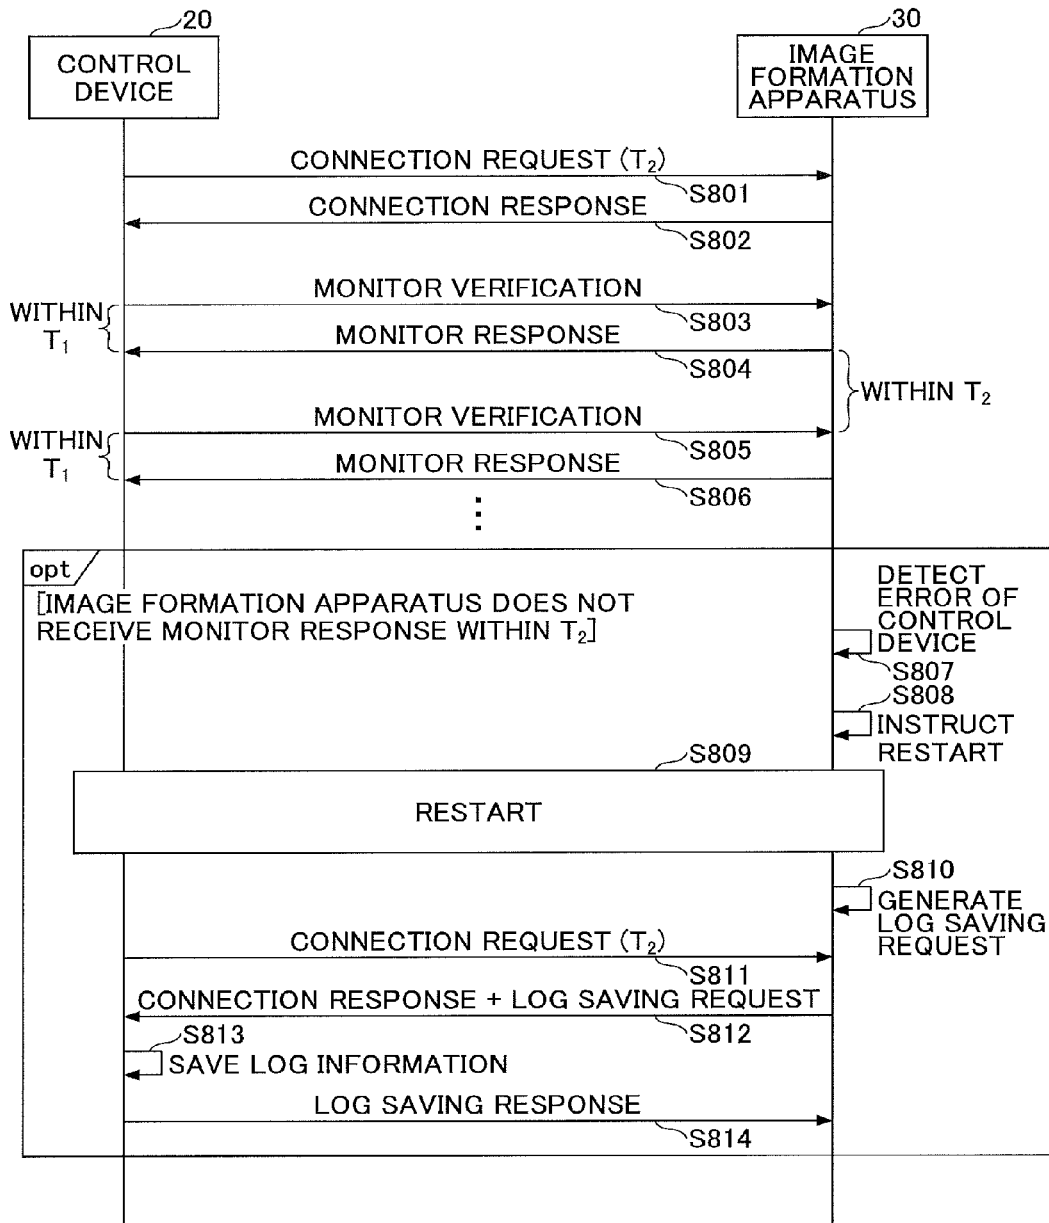 20
CONTROL
DEVICE
30
IMAGE
FORMATION
APPARATUS
CONNECTION REQUEST (T₂)
S801
CONNECTION RESPONSE
S802
MONITOR VERIFICATION
S803
WITHIN
T₁
MONITOR RESPONSE
S804
WITHIN T₂
MONITOR VERIFICATION
S805
WITHIN
T₁
MONITOR RESPONSE
S806
opt
[IMAGE FORMATION APPARATUS DOES NOT
RECEIVE MONITOR RESPONSE WITHIN T₂]
DETECT
ERROR OF
CONTROL
DEVICE
S807
S808
INSTRUCT
RESTART
S809
RESTART
S810
GENERATE
LOG SAVING
REQUEST
CONNECTION REQUEST (T₂)
S811
CONNECTION RESPONSE + LOG SAVING REQUEST
S812
S813
SAVE LOG INFORMATION
LOG SAVING RESPONSE
S814